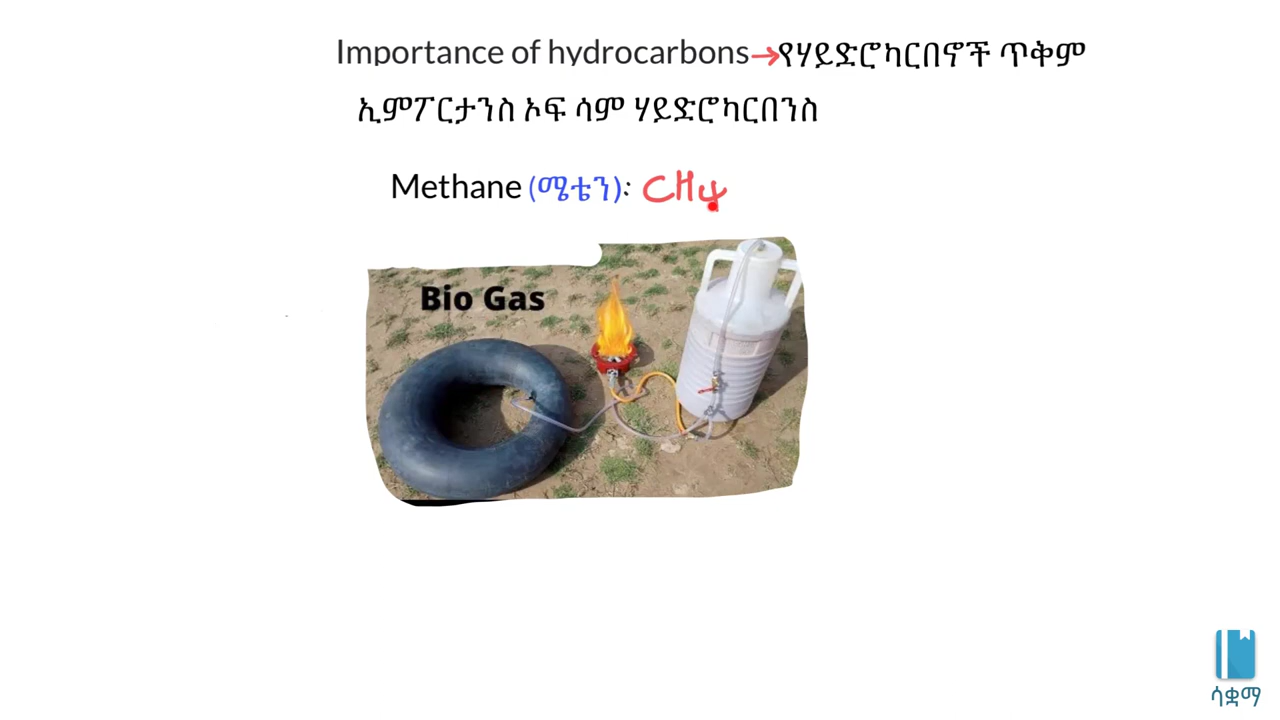 Importance of hydrocarbons→የሃይድሮካርበኖች ጥቅም
ኢምፖርታንስ ኦፍ ሳም ሃይድሮካርበንስ
Methane (ሜቴን): CH4
Bio Gas
ሳቋማ